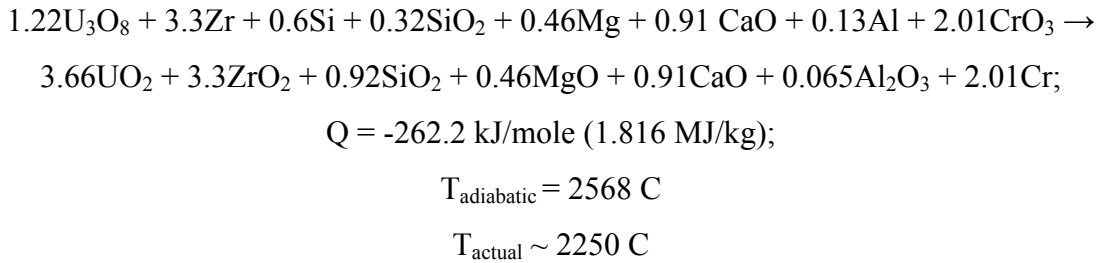 1.22U₃O₈ + 3.3Zr + 0.6Si + 0.32SiO₂ + 0.46Mg + 0.91 CaO + 0.13Al + 2.01CrO₃ →
3.66UO₂ + 3.3ZrO₂ + 0.92SiO₂ + 0.46MgO + 0.91CaO + 0.065Al₂O₃ + 2.01Cr;
Q = -262.2 kJ/mole (1.816 MJ/kg);
T_adiabatic = 2568 C
T_actual ~ 2250 C